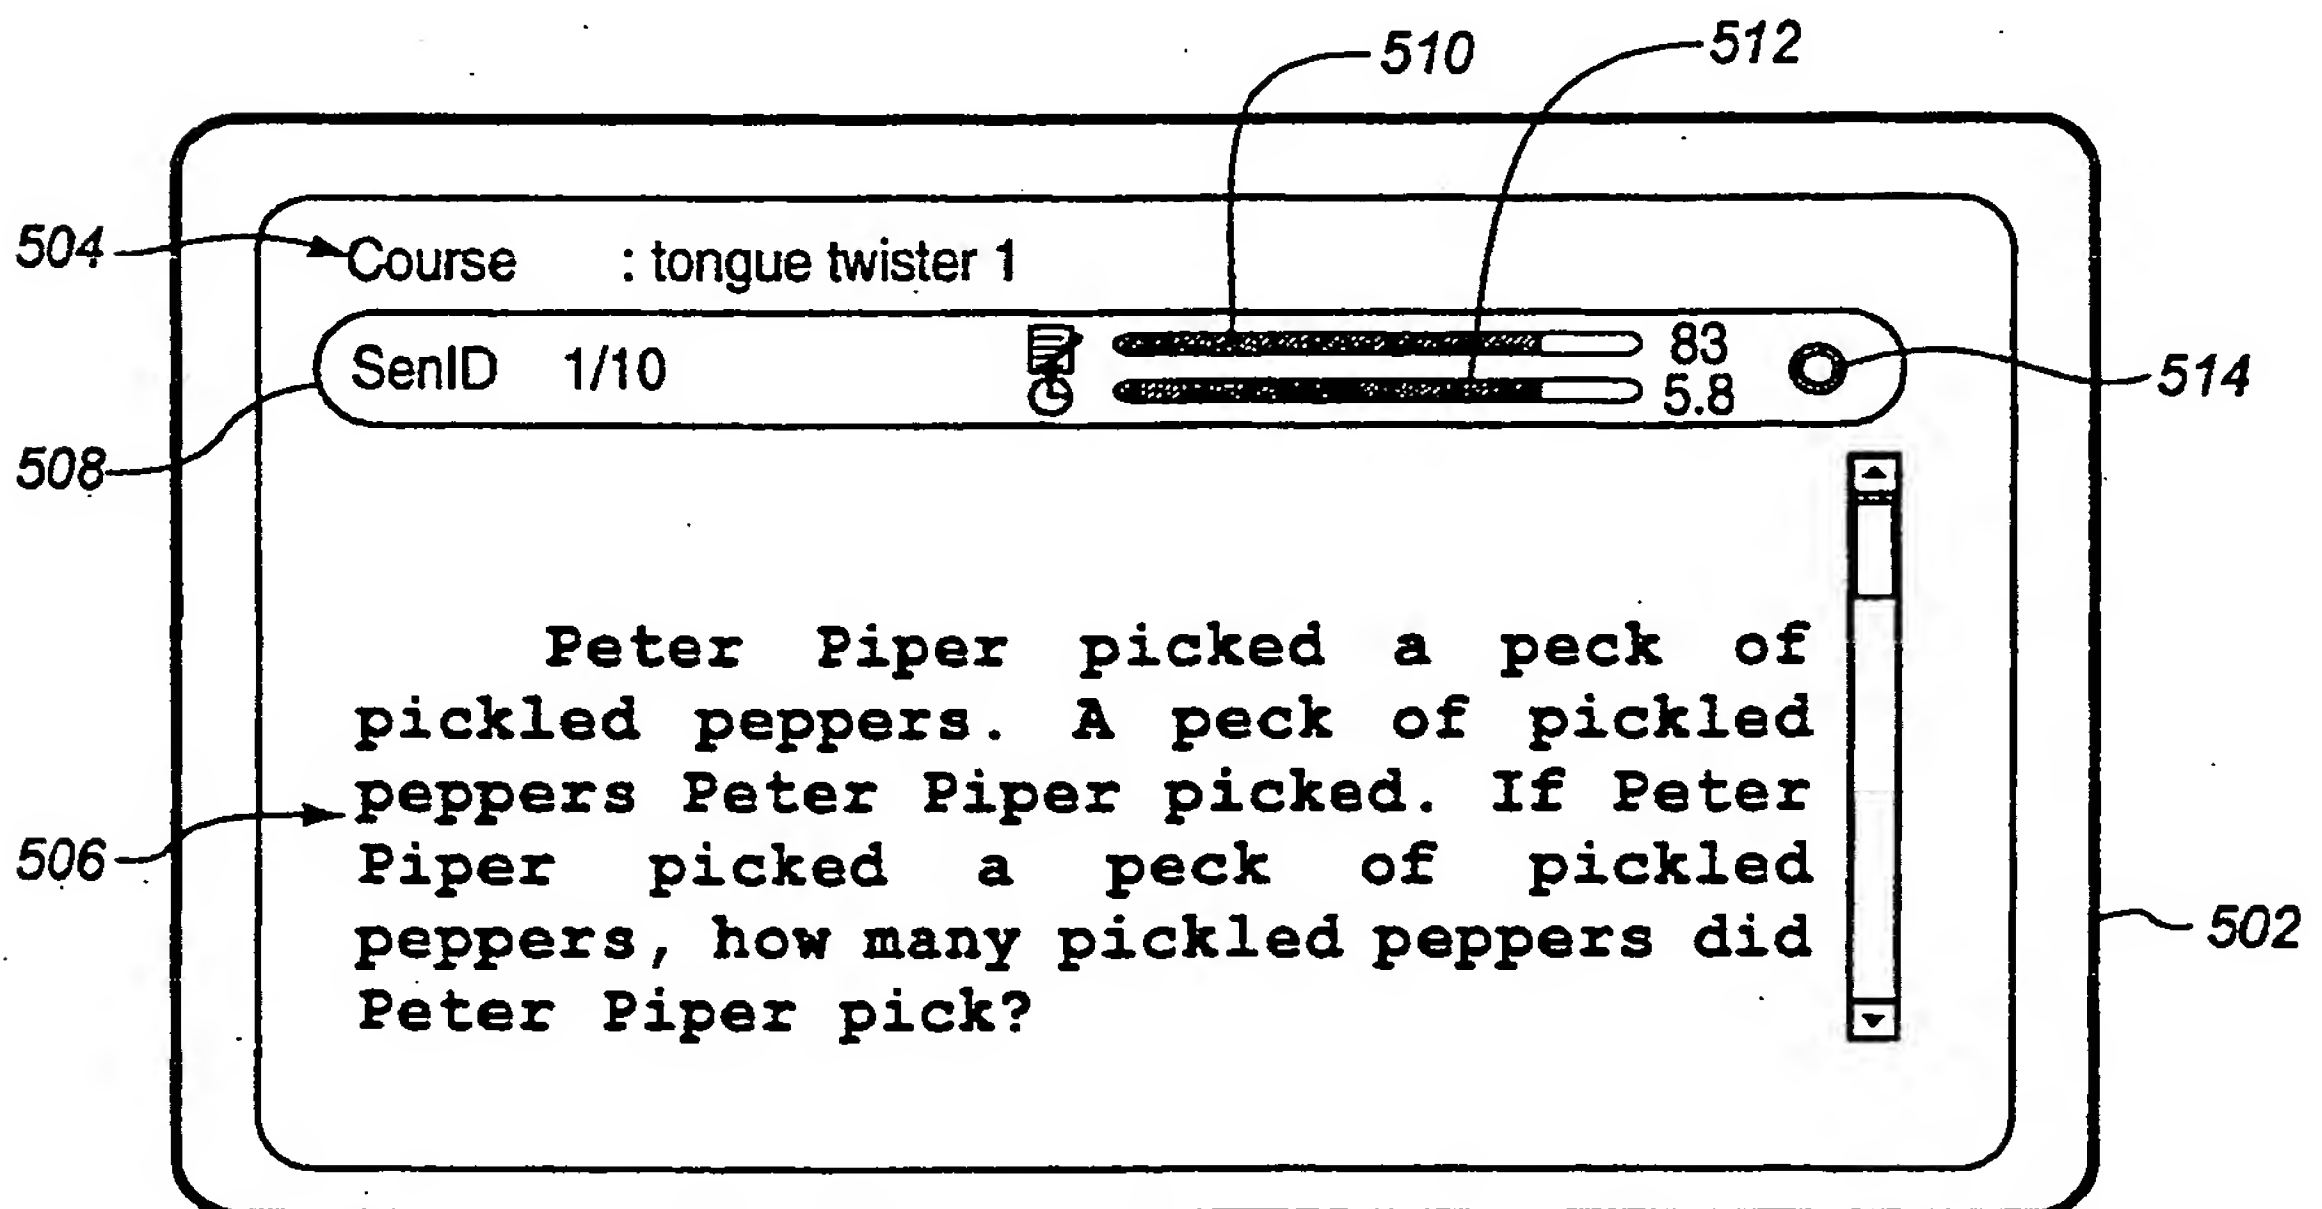 510
512
504
Course : tongue twister 1
SenID 1/10
83
5.8
514
508
Peter Piper picked a peck of
pickled peppers. A peck of pickled
peppers Peter Piper picked. If Peter
506
Piper picked a peck of pickled
peppers, how many pickled peppers did
502
Peter Piper pick?